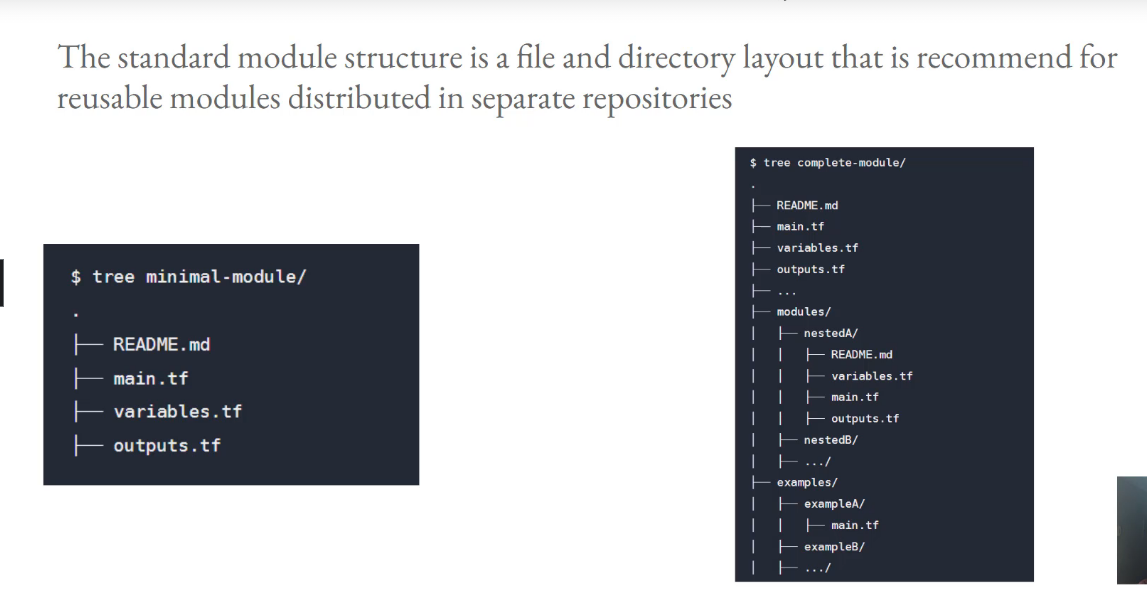 The standard module structure is a file and directory layout that is recommend for
reusable modules distributed in separate repositories
$ tree minimal-module/
.
├── README.md
├── main.tf
├── variables.tf
├── outputs.tf
$ tree complete-module/
.
├── README.md
├── main.tf
├── variables.tf
├── outputs.tf
├── ...
├── modules/
│   ├── nestedA/
│   │   ├── README.md
│   │   ├── variables.tf
│   │   ├── main.tf
│   │   ├── outputs.tf
│   ├── nestedB/
│   ├── .../
├── examples/
│   ├── exampleA/
│   │   ├── main.tf
│   ├── exampleB/
│   ├── .../